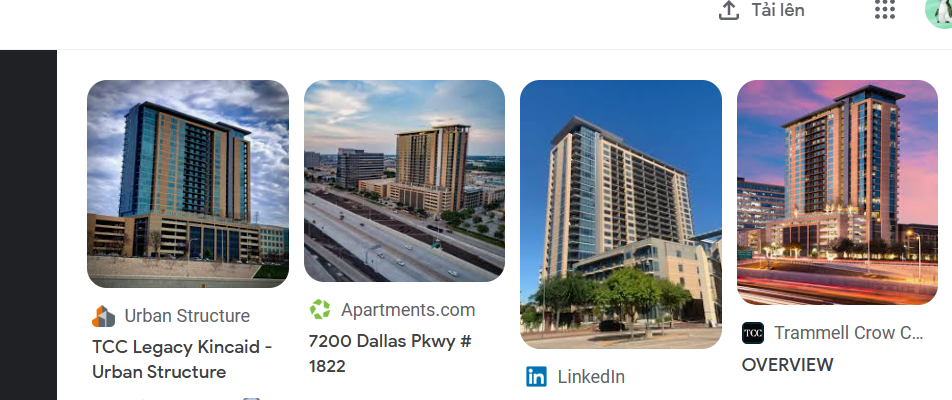 Tải lên
Urban Structure
TCC Legacy Kincaid -
Urban Structure
Apartments.com
7200 Dallas Pkwy #
1822
LinkedIn
TCC
Trammell Crow C...
OVERVIEW